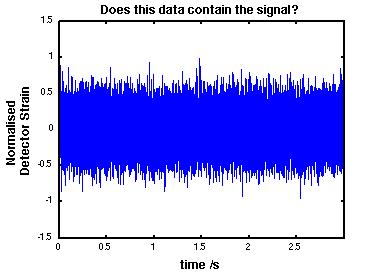 Does this data contain the signal?
1.5
1
0.5
0
-0.5
-1
-1.5
Normalised
Detector Strain
0 0.5 1 1.5 2 2.5
time /s